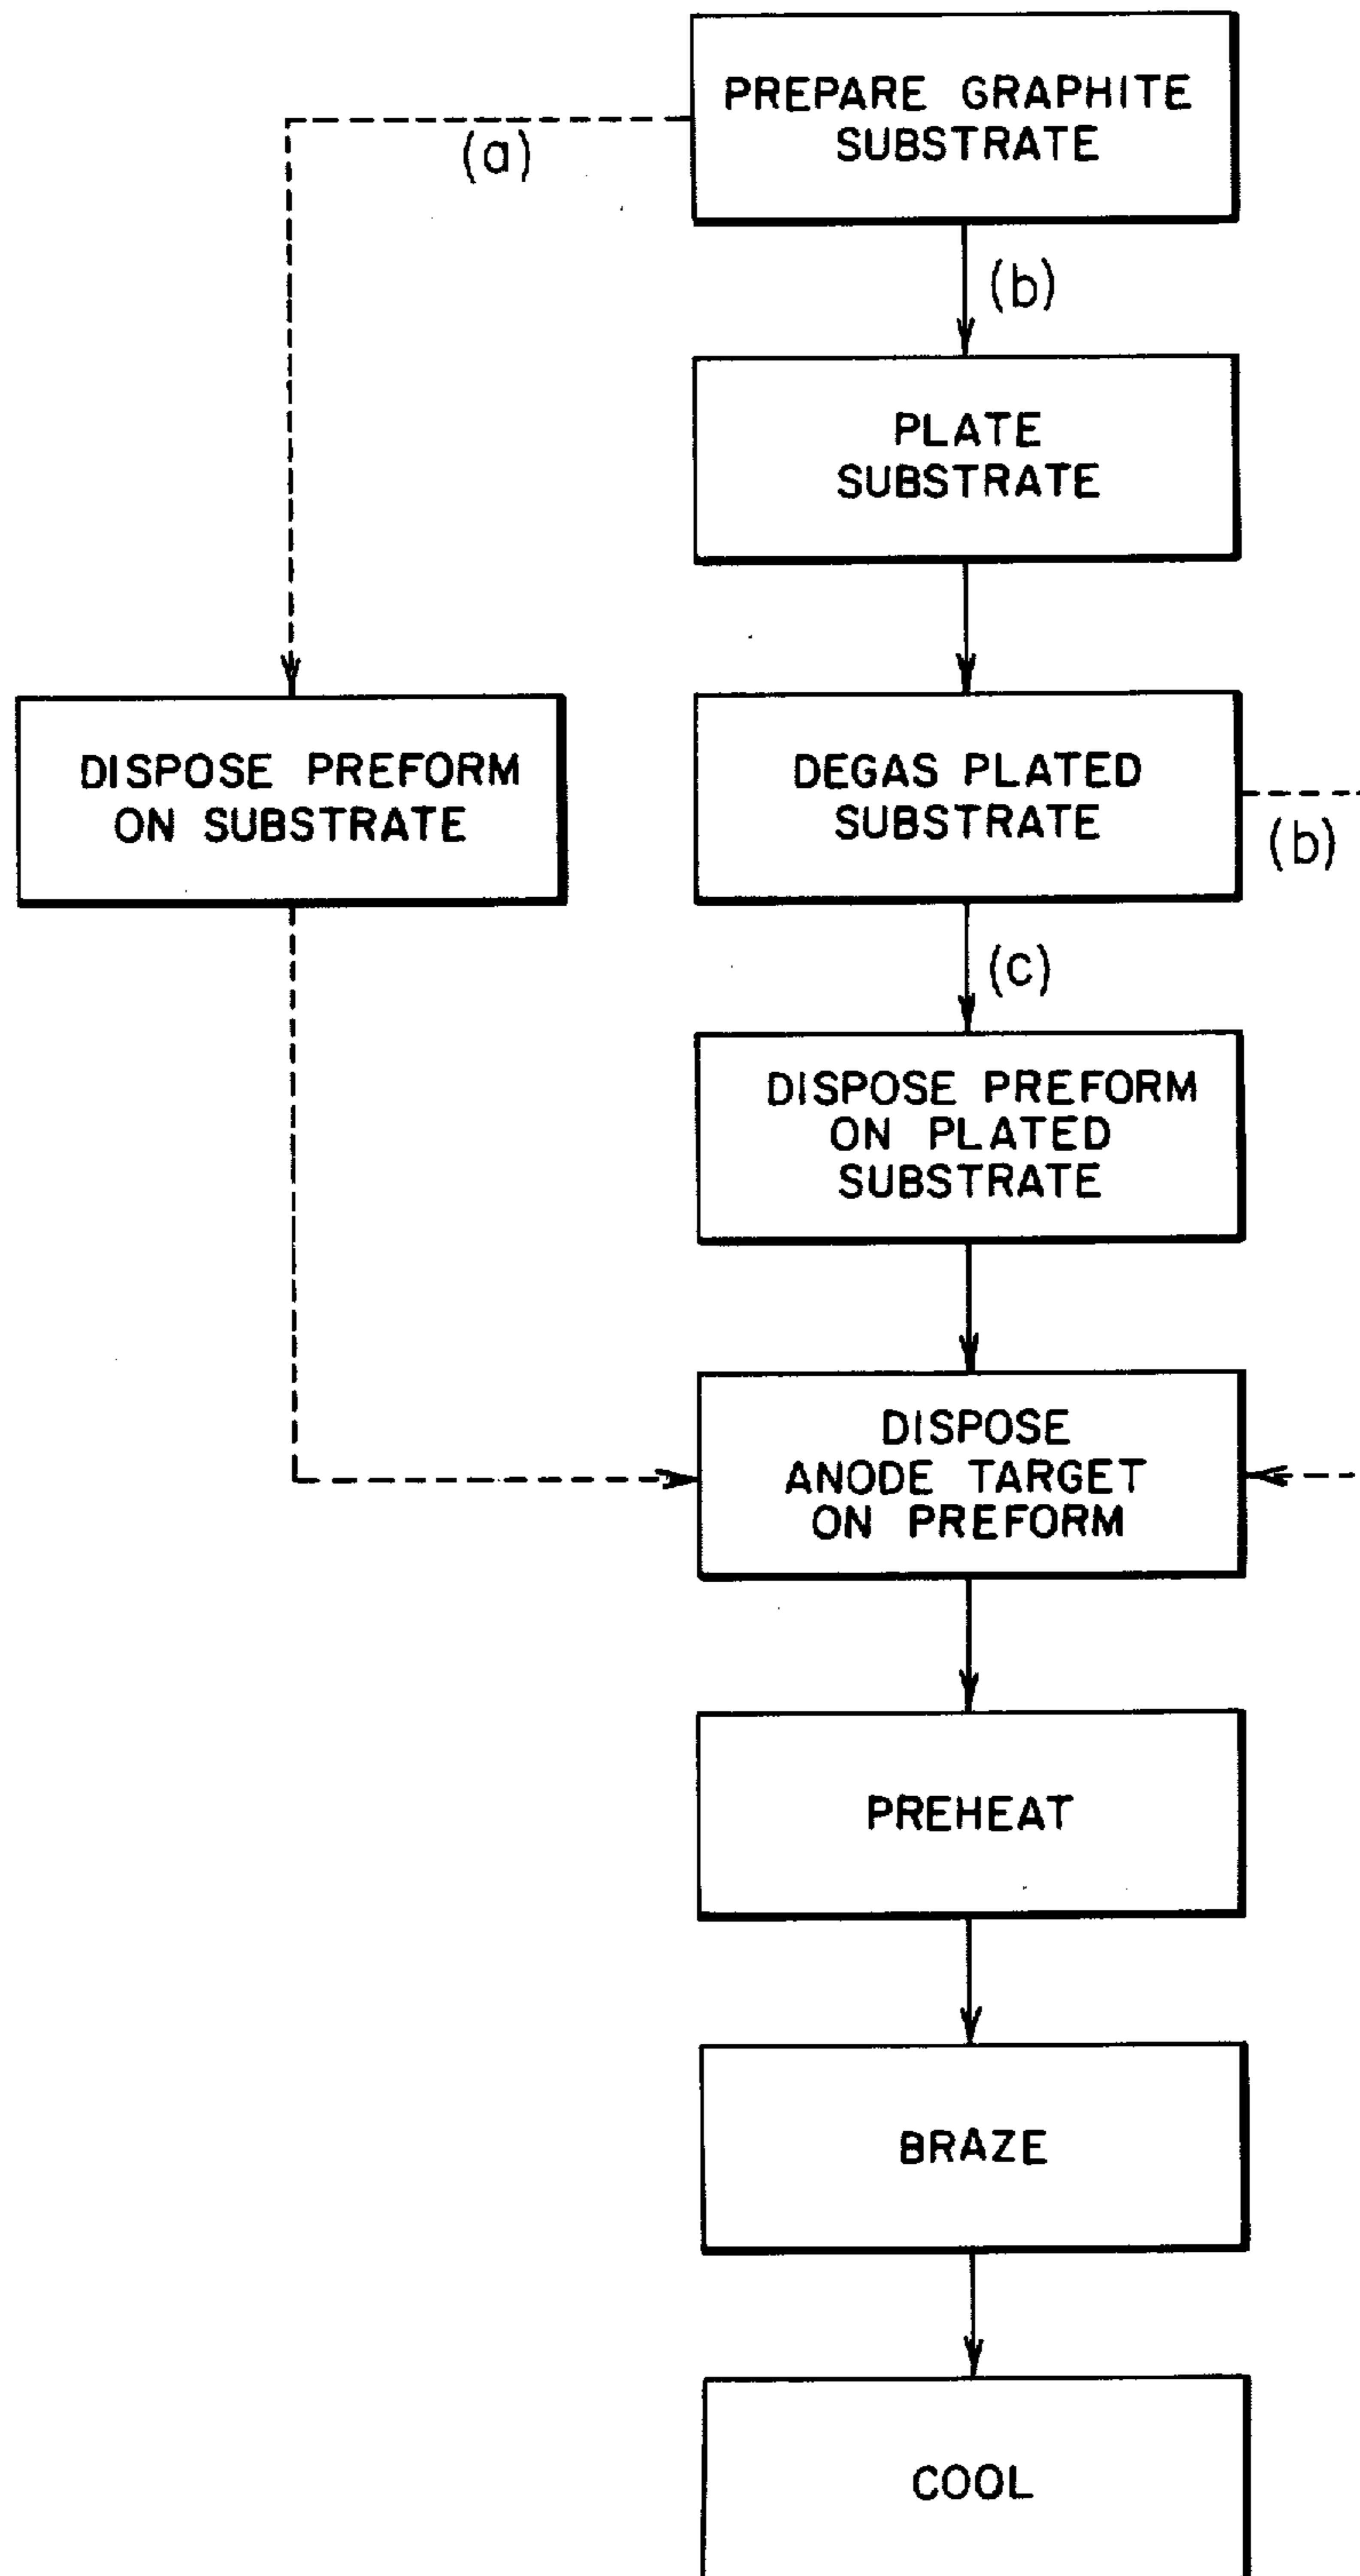 PREPARE GRAPHITE
SUBSTRATE
(a)
(b)
PLATE
SUBSTRATE
DISPOSE PREFORM
ON SUBSTRATE
DEGAS PLATED
SUBSTRATE
(b)
(c)
DISPOSE PREFORM
ON PLATED
SUBSTRATE
DISPOSE
ANODE TARGET
ON PREFORM
PREHEAT
BRAZE
COOL